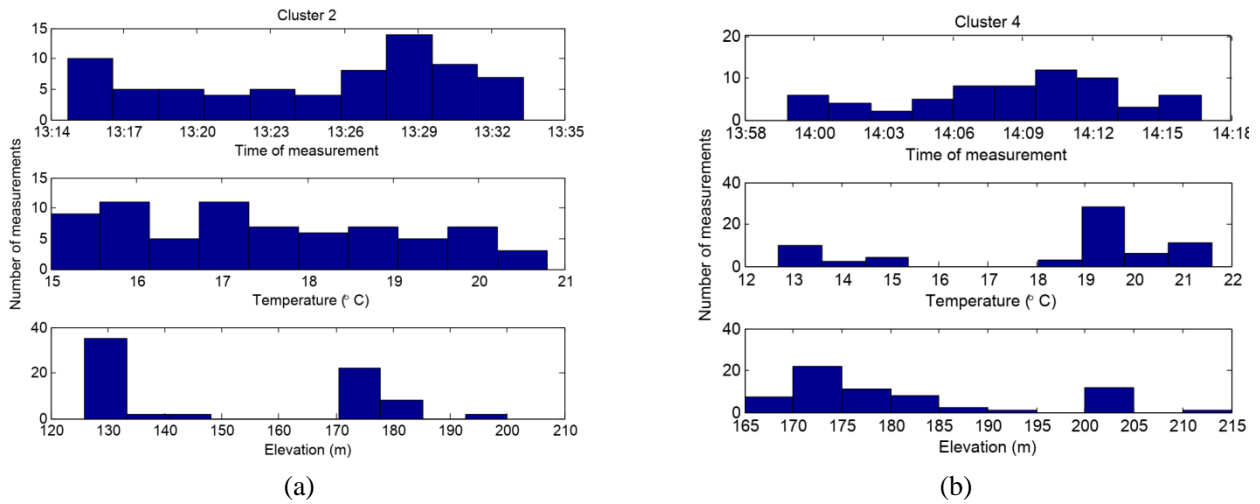 Cluster 2
15
10
5
0
13:14 13:17 13:20 13:23 13:26 13:29 13:32 13:35
Time of measurement
15
10
5
0
15 16 17 18 19 20 21
Temperature (° C)
40
20
0
120 130 140 150 160 170 180 190 200 210
Elevation (m)
Number of measurements
(a)
Cluster 4
20
10
0
13:58 14:00 14:03 14:06 14:09 14:12 14:15 14:18
Time of measurement
40
20
0
12 13 14 15 16 17 18 19 20 21 22
Temperature (° C)
40
20
0
165 170 175 180 185 190 195 200 205 210 215
Elevation (m)
Number of measurements
(b)